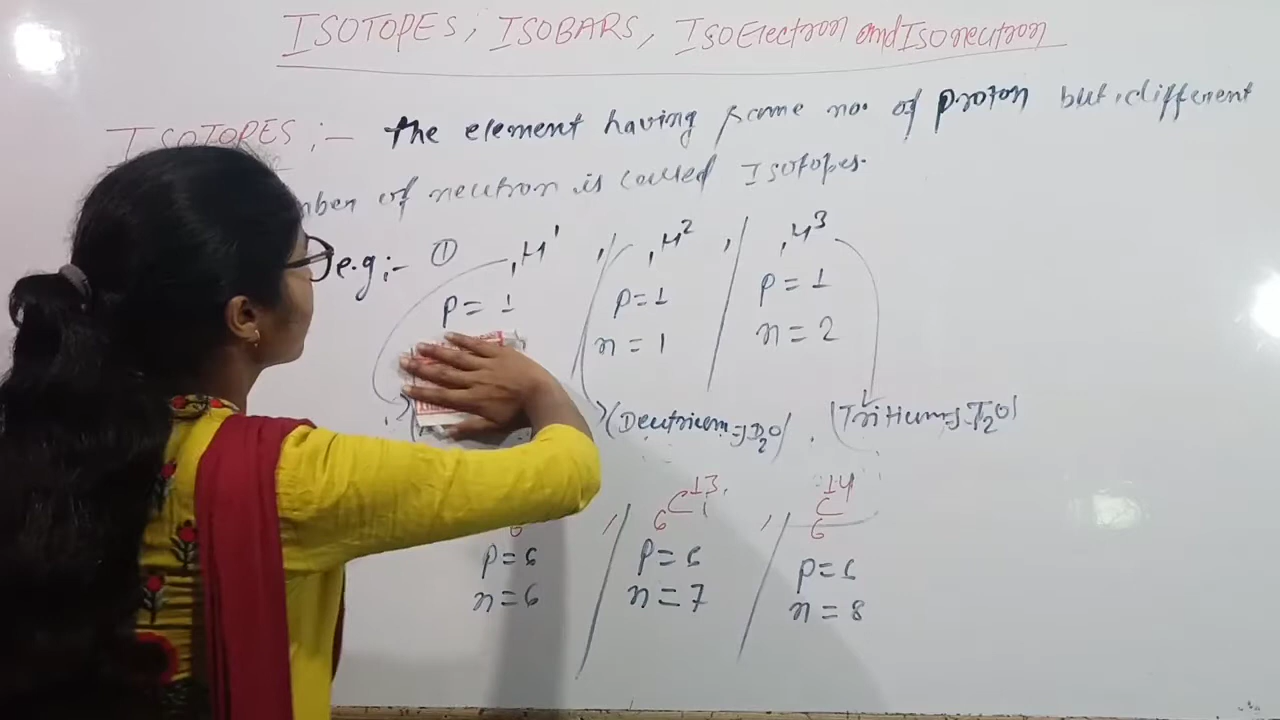 ISOTOPES, ISOBARS, IsoElectron and Isoneutron
ISOTOPES :- the element having same no. of proton but different
of neutron is called Isotopes.
e.g :- ① ₁H¹ , ₁H² , ₁H³
p = 1 p = 1 p = 1
n = 1 n = 2
(Deutrium = D₂O) , (Tritium = T₂O)
₆C¹³ , ₆C¹⁴
6
p = 6 p = 6 p = 6
n = 6 n = 7 n = 8